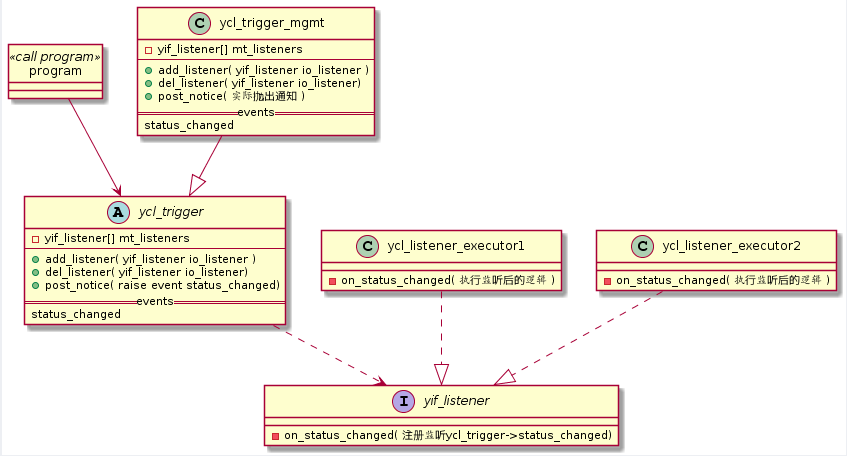 C ycl_trigger_mgmt
yif_listener[] mt_listeners
add_listener( yif_listener io_listener )
del_listener( yif_listener io_listener)
post_notice( 实际抛出通知 )
events
status_changed
«call program»
program
A ycl_trigger
yif_listener[] mt_listeners
add_listener( yif_listener io_listener )
del_listener( yif_listener io_listener)
post_notice( raise event status_changed)
events
status_changed
C ycl_listener_executor1
on_status_changed( 执行监听后的逻辑 )
C ycl_listener_executor2
on_status_changed( 执行监听后的逻辑 )
I yif_listener
on_status_changed( 注册监听ycl_trigger->status_changed)